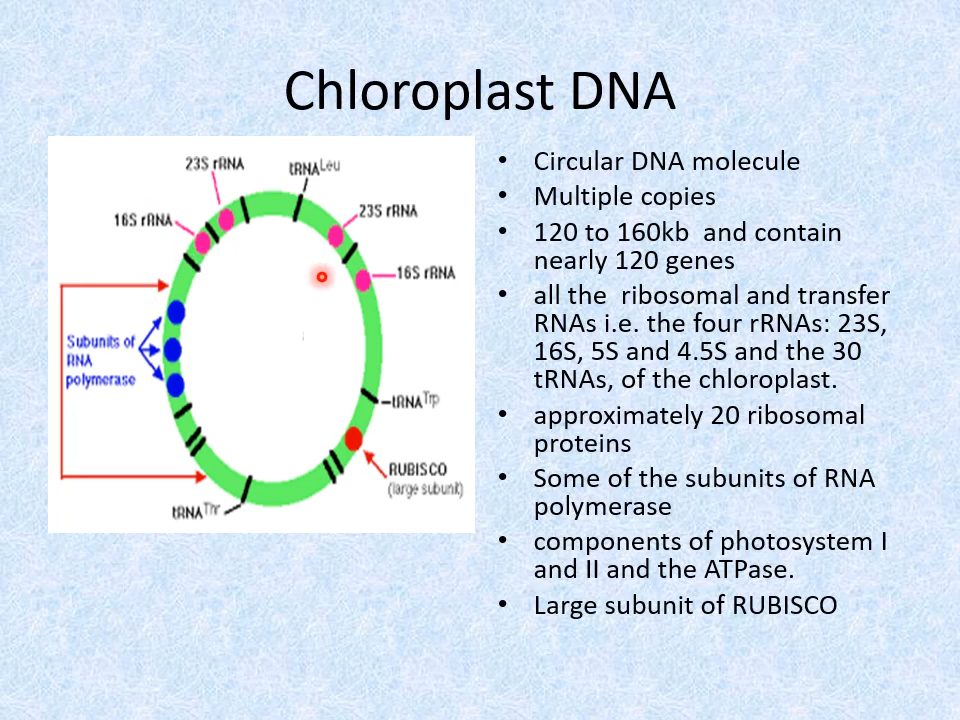 Chloroplast DNA
23S rRNA
tRNALeu
16S rRNA
23S rRNA
16S rRNA
Subunits of
RNA
polymerase
tRNATrp
RUBISCO
(large subunit)
tRNAThr
• Circular DNA molecule
• Multiple copies
• 120 to 160kb and contain
nearly 120 genes
• all the ribosomal and transfer
RNAs i.e. the four rRNAs: 23S,
16S, 5S and 4.5S and the 30
tRNAs, of the chloroplast.
• approximately 20 ribosomal
proteins
• Some of the subunits of RNA
polymerase
• components of photosystem I
and II and the ATPase.
• Large subunit of RUBISCO